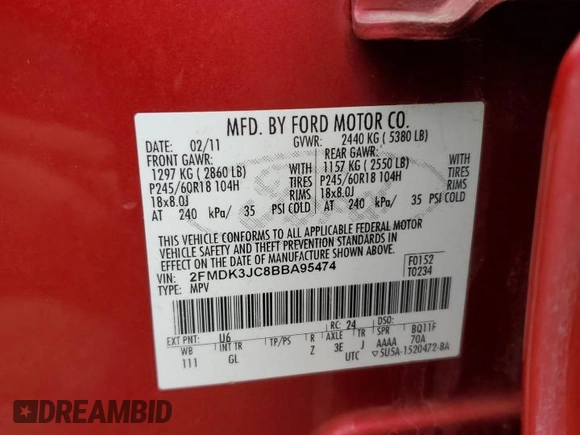 MFD. BY FORD MOTOR CO.
DATE: 02/11 GVWR: 2440 KG ( 5380 LB)
FRONT GAWR: REAR GAWR:
1297 KG ( 2860 LB) WITH 1157 KG ( 2550 LB) WITH
P245/60R18 104H TIRES P245/60R18 104H TIRES
18x8.0J RIMS 18x8.0J RIMS
AT 240 kPa/ 35 PSI COLD AT 240 kPa/ 35 PSI COLD
THIS VEHICLE CONFORMS TO ALL APPLICABLE FEDERAL MOTOR
VEHICLE SAFETY AND THEFT PREVENTION STANDARDS IN
EFFECT ON THE DATE OF MANUFACTURE SHOWN ABOVE.
VIN: 2FMDK3JC8BBA95474 F0152
TYPE: MPV T0234
EXT PNT: U6 RC: 24 DSO:
WB INT TR TP/PS R AXLE TR SPR BQ11F
111 GL Z 3E J AAAA 70A
UTC ▽5U5A-1520472-BA
DREAMBID